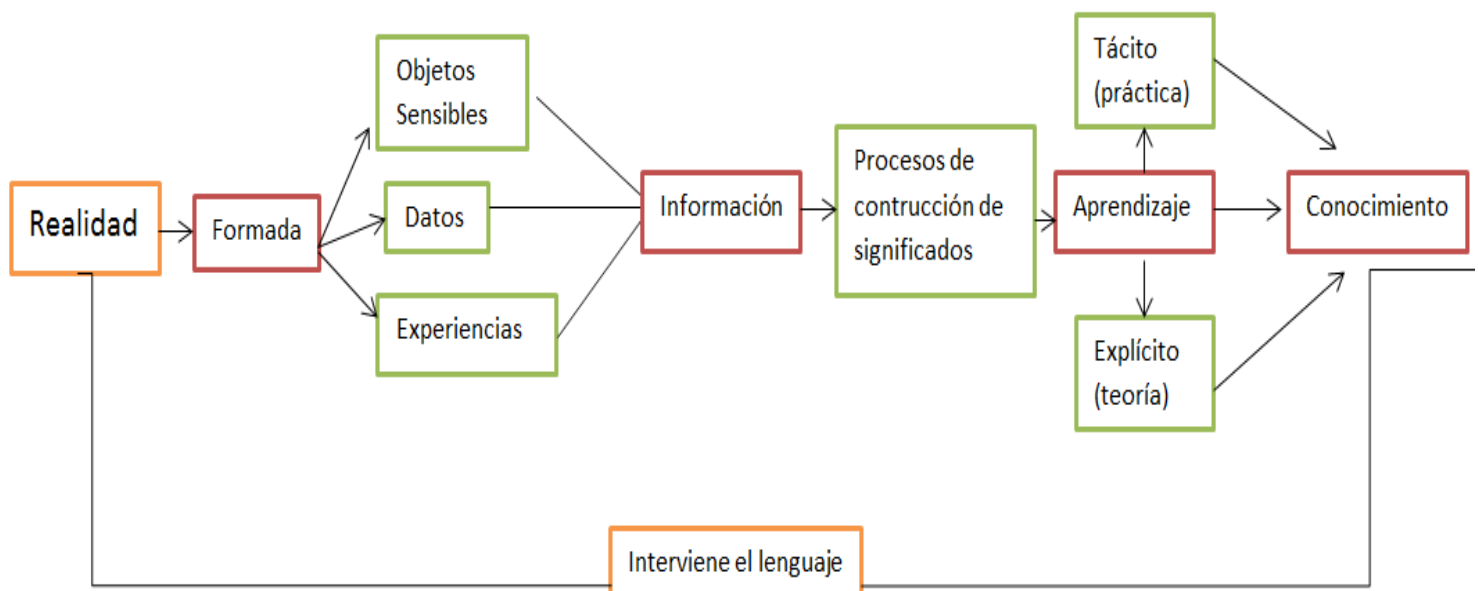 Realidad
Formada
Objetos
Sensibles
Datos
Experiencias
Información
Procesos de
contrucción de
significados
Tácito
(práctica)
Aprendizaje
Explícito
(teoría)
Conocimiento
Interviene el lenguaje